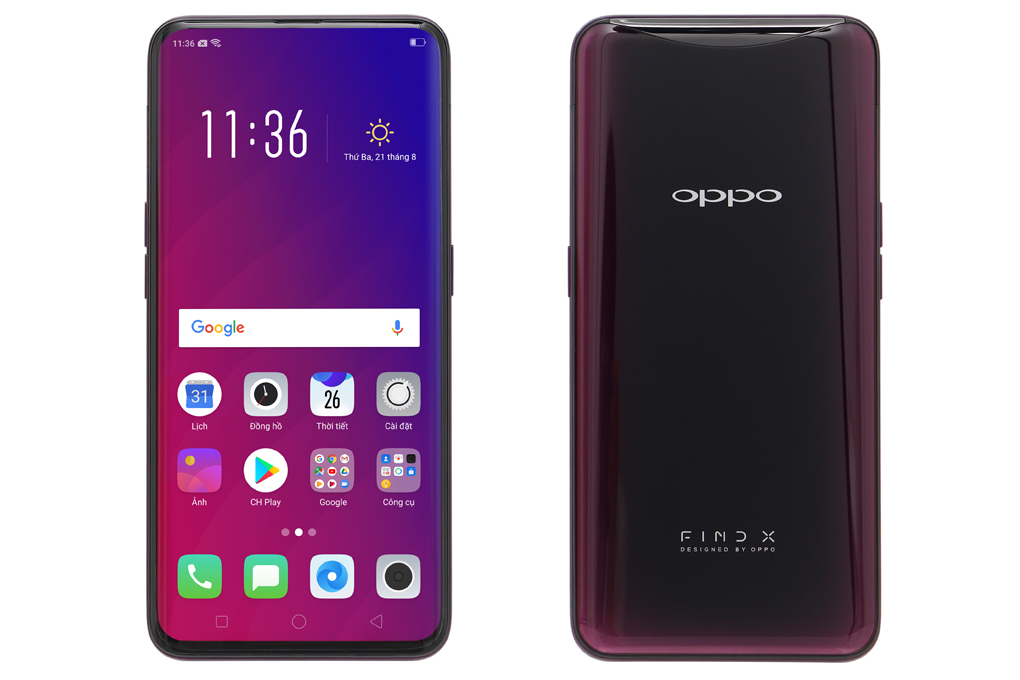 11:36
11:36
Thứ Ba, 21 tháng 8
Google
31
26
Lịch
Đồng hồ
Thời tiết
Cài đặt
Ảnh
CH Play
Google
Công cụ
oppo
FIND X
DESIGNED BY OPPO